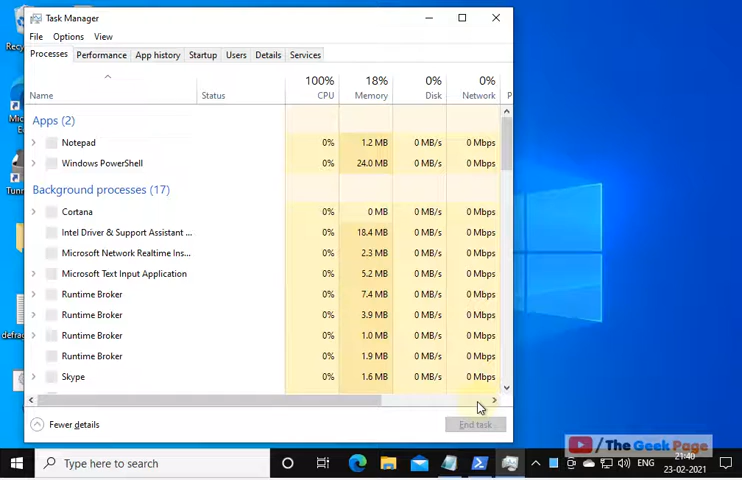 Task Manager
File Options View
Processes Performance App history Startup Users Details Services
100% 18% 0% 0%
Name Status CPU Memory Disk Network P
Apps (2)
Notepad 0% 1.2 MB 0 MB/s 0 Mbps
Windows PowerShell 0% 24.0 MB 0 MB/s 0 Mbps
Background processes (17)
Cortana 0% 0 MB 0 MB/s 0 Mbps
Intel Driver & Support Assistant ... 0% 18.4 MB 0 MB/s 0 Mbps
Microsoft Network Realtime Ins... 0% 2.3 MB 0 MB/s 0 Mbps
Microsoft Text Input Application 0% 5.2 MB 0 MB/s 0 Mbps
Runtime Broker 0% 7.4 MB 0 MB/s 0 Mbps
Runtime Broker 0% 3.9 MB 0 MB/s 0 Mbps
Runtime Broker 0% 1.0 MB 0 MB/s 0 Mbps
Runtime Broker 0% 1.9 MB 0 MB/s 0 Mbps
Skype 0% 1.6 MB 0 MB/s 0 Mbps
Fewer details End task
Recy
Mic
E
Tunn
defrag
/The Geek Page
Type here to search
ENG
21:40
23-02-2021